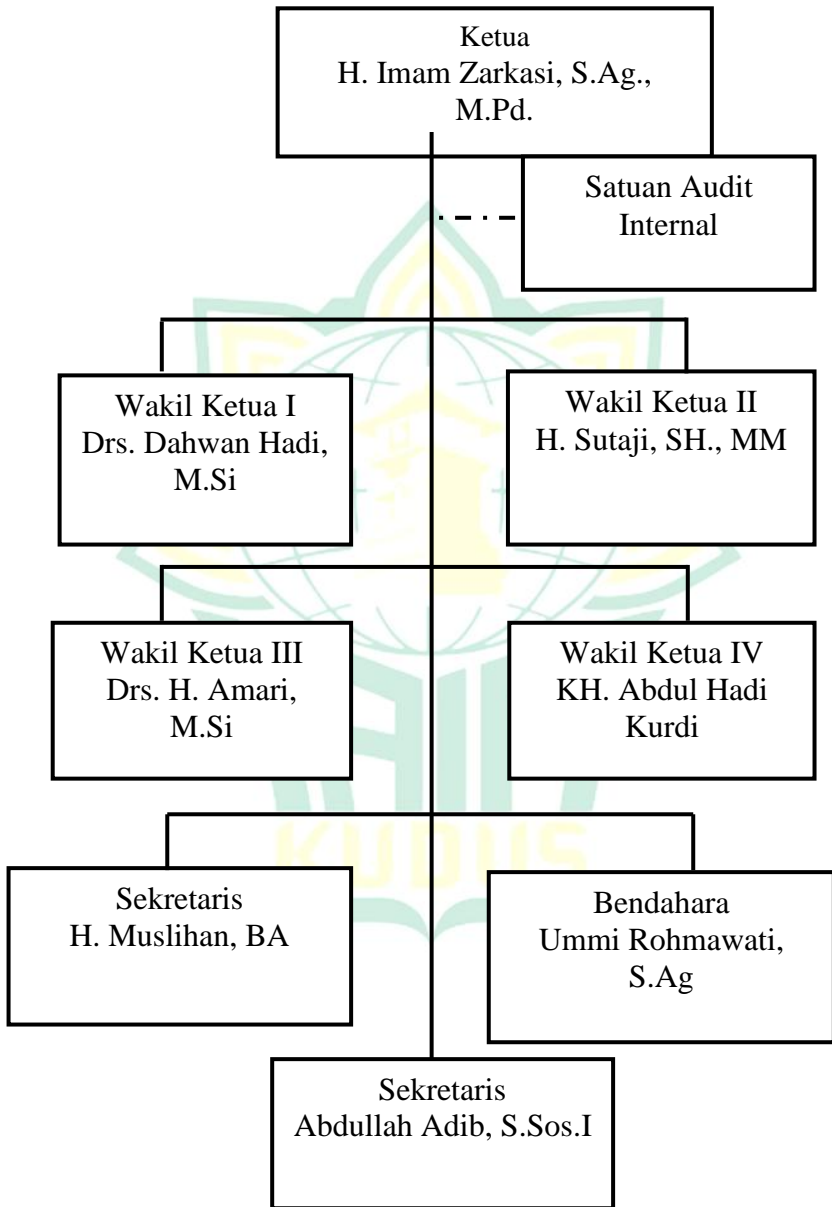 Ketua
H. Imam Zarkasi, S.Ag.,
M.Pd.
Satuan Audit
Internal
Wakil Ketua I
Drs. Dahwan Hadi,
M.Si
Wakil Ketua II
H. Sutaji, SH., MM
Wakil Ketua III
Drs. H. Amari,
M.Si
Wakil Ketua IV
KH. Abdul Hadi
Kurdi
Sekretaris
H. Muslihan, BA
Bendahara
Ummi Rohmawati,
S.Ag
Sekretaris
Abdullah Adib, S.Sos.I
KUDUS